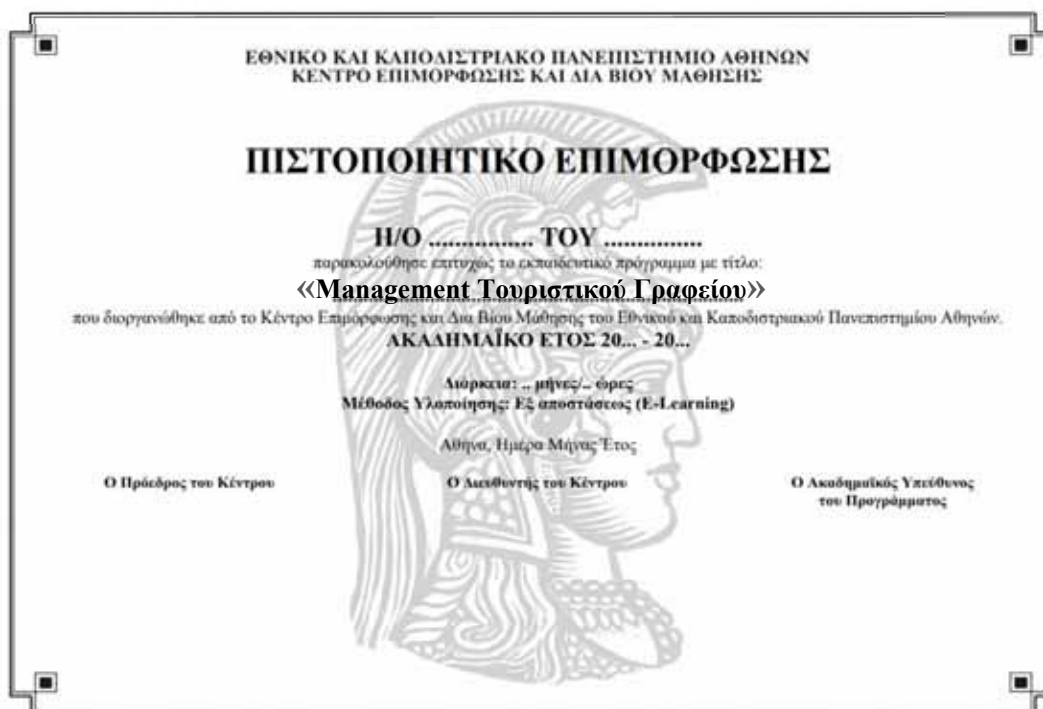 ΕΘΝΙΚΟ ΚΑΙ ΚΑΠΟΔΙΣΤΡΙΑΚΟ ΠΑΝΕΠΙΣΤΗΜΙΟ ΑΘΗΝΩΝ
ΚΕΝΤΡΟ ΕΠΙΜΟΡΦΩΣΗΣ ΚΑΙ ΔΙΑ ΒΙΟΥ ΜΑΘΗΣΗΣ
ΠΙΣΤΟΠΟΙΗΤΙΚΟ ΕΠΙΜΟΡΦΩΣΗΣ
Η/Ο ................ ΤΟΥ ...............
παρακολούθησε επιτυχώς το εκπαιδευτικό πρόγραμμα με τίτλο:
«Management Τουριστικού Γραφείου»
που διοργανώθηκε από το Κέντρο Επιμόρφωσης και Δια Βίου Μάθησης του Εθνικού και Καποδιστριακού Πανεπιστημίου Αθηνών.
ΑΚΑΔΗΜΑΪΚΟ ΕΤΟΣ 20... - 20...
Διάρκεια: .. μήνες/.. ώρες
Μέθοδος Υλοποίησης: Εξ αποστάσεως (E-Learning)
Αθήνα, Ημέρα Μήνας Έτος
Ο Πρόεδρος του Κέντρου
Ο Διευθυντής του Κέντρου
Ο Ακαδημαϊκός Υπεύθυνος
του Προγράμματος